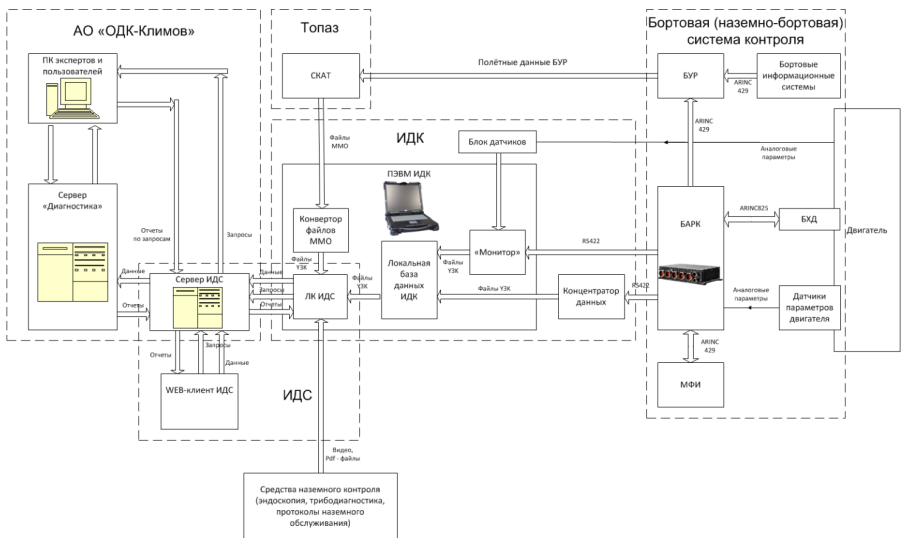 АО «ОДК-Климов»
Топаз
Бортовая (наземно-бортовая)
система контроля
ПК экспертов и
пользователей
СКАТ
Полётные данные БУР
БУР
ARINC
429
Бортовые
информационные
системы
ARINC
429
Файлы
ММО
ИДК
Блок датчиков
Аналоговые
параметры
ПЭВМ ИДК
Сервер
«Диагностика»
Конвертор
файлов
ММО
БАРК
ARINC825
БХД
Двигатель
Отчеты
по запросам
Запросы
«Монитор»
RS422
Файлы
УЗК
Файлы
УЗК
Локальная
база
данных
ИДК
Данные
Сервер ИДС
Данные
Запросы
Отчеты
ЛК ИДС
Файлы
УЗК
Файлы УЗК
Концентратор
данных
RS422
Аналоговые
параметры
Датчики
параметров
двигателя
Отчеты
Отчеты
Запросы
Данные
ARINC
429
WEB-клиент ИДС
ИДС
МФИ
Видео,
Pdf - файлы
Средства наземного контроля
(эндоскопия, трибодиагностика,
протоколы наземного
обслуживания)